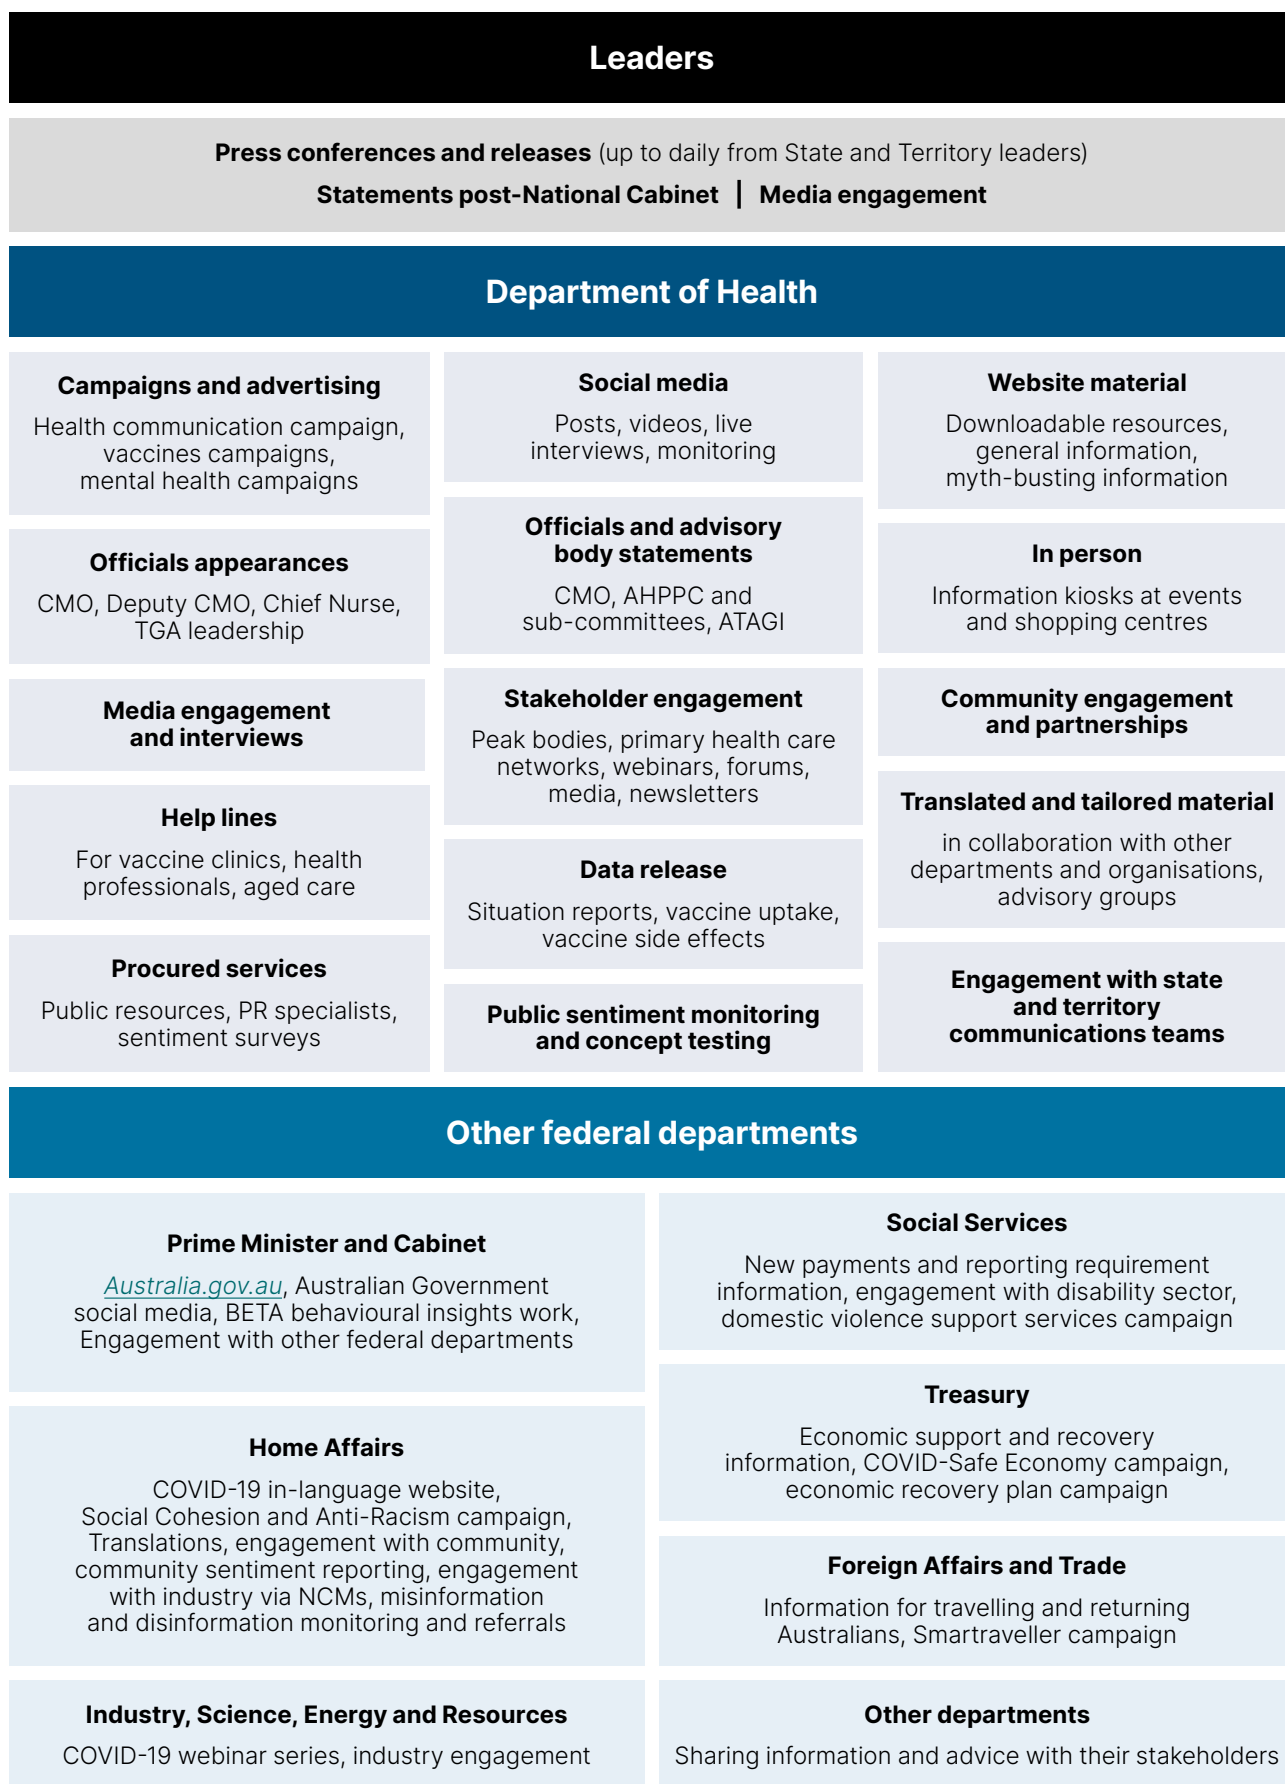 Leaders
Press conferences and releases (up to daily from State and Territory leaders)
Statements post-National Cabinet | Media engagement
Department of Health
Campaigns and advertising
Health communication campaign,
vaccines campaigns,
mental health campaigns
Officials appearances
CMO, Deputy CMO, Chief Nurse,
TGA leadership
Media engagement
and interviews
Help lines
For vaccine clinics, health
professionals, aged care
Procured services
Public resources, PR specialists,
sentiment surveys
Social media
Posts, videos, live
interviews, monitoring
Officials and advisory
body statements
CMO, AHPPC and
sub-committees, ATAGI
Stakeholder engagement
Peak bodies, primary health care
networks, webinars, forums,
media, newsletters
Data release
Situation reports, vaccine uptake,
vaccine side effects
Public sentiment monitoring
and concept testing
Website material
Downloadable resources,
general information,
myth-busting information
In person
Information kiosks at events
and shopping centres
Community engagement
and partnerships
Translated and tailored material
in collaboration with other
departments and organisations,
advisory groups
Engagement with state
and territory
communications teams
Other federal departments
Prime Minister and Cabinet
Australia.gov.au, Australian Government
social media, BETA behavioural insights work,
Engagement with other federal departments
Home Affairs
COVID-19 in-language website,
Social Cohesion and Anti-Racism campaign,
Translations, engagement with community,
community sentiment reporting, engagement
with industry via NCMs, misinformation
and disinformation monitoring and referrals
Industry, Science, Energy and Resources
COVID-19 webinar series, industry engagement
Social Services
New payments and reporting requirement
information, engagement with disability sector,
domestic violence support services campaign
Treasury
Economic support and recovery
information, COVID-Safe Economy campaign,
economic recovery plan campaign
Foreign Affairs and Trade
Information for travelling and returning
Australians, Smartraveller campaign
Other departments
Sharing information and advice with their stakeholders